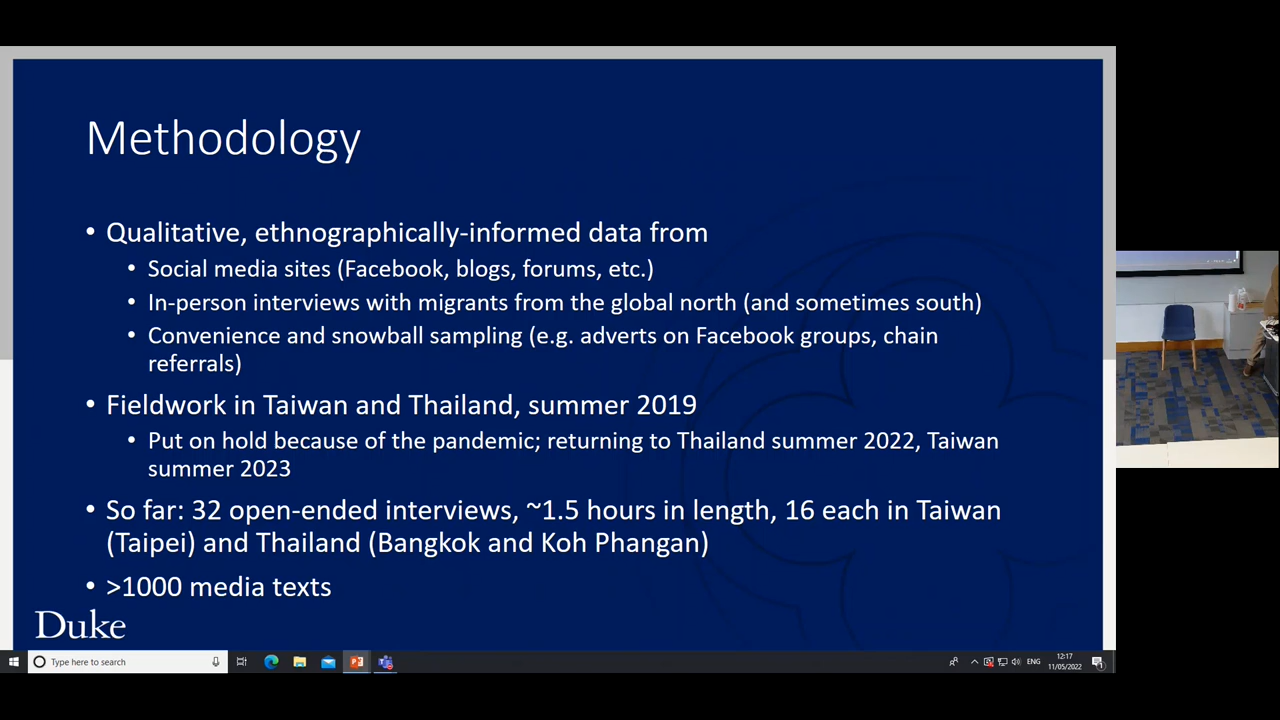 Methodology
• Qualitative, ethnographically-informed data from
• Social media sites (Facebook, blogs, forums, etc.)
• In-person interviews with migrants from the global north (and sometimes south)
• Convenience and snowball sampling (e.g. adverts on Facebook groups, chain
referrals)
• Fieldwork in Taiwan and Thailand, summer 2019
• Put on hold because of the pandemic; returning to Thailand summer 2022, Taiwan
summer 2023
• So far: 32 open-ended interviews, ~1.5 hours in length, 16 each in Taiwan
(Taipei) and Thailand (Bangkok and Koh Phangan)
• >1000 media texts
Duke
Type here to search
ENG
12:17
11/05/2022